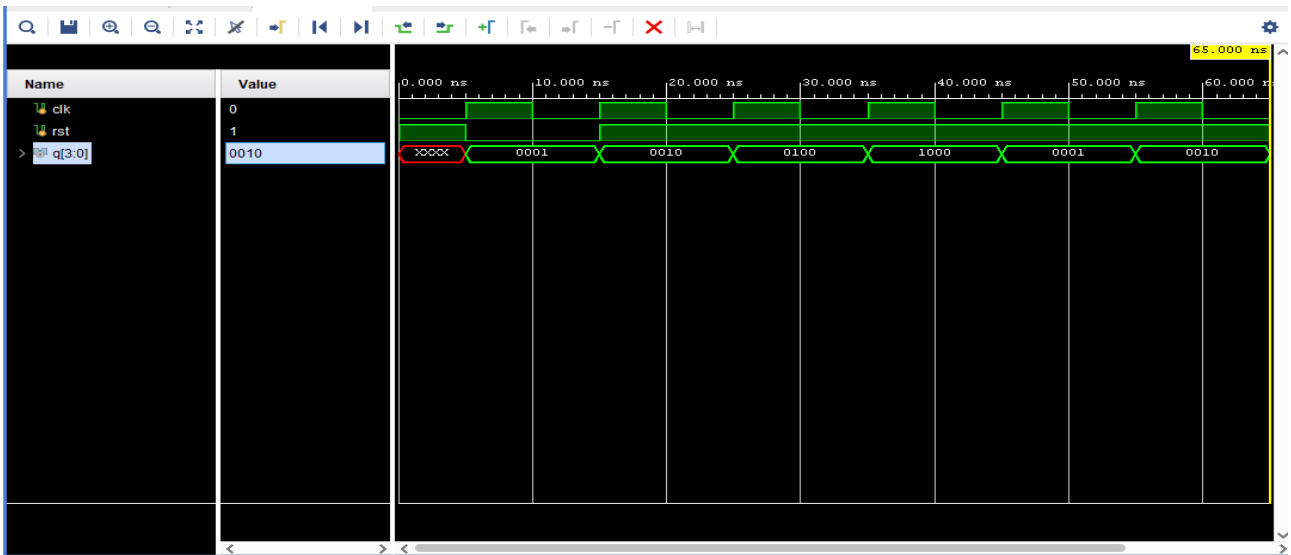 65.000 ns
Name Value 0.000 ns 10.000 ns 20.000 ns 30.000 ns 40.000 ns 50.000 ns 60.000 n
clk 0
rst 1
> q[3:0] 0010 XXXX 0001 0010 0100 1000 0001 0010